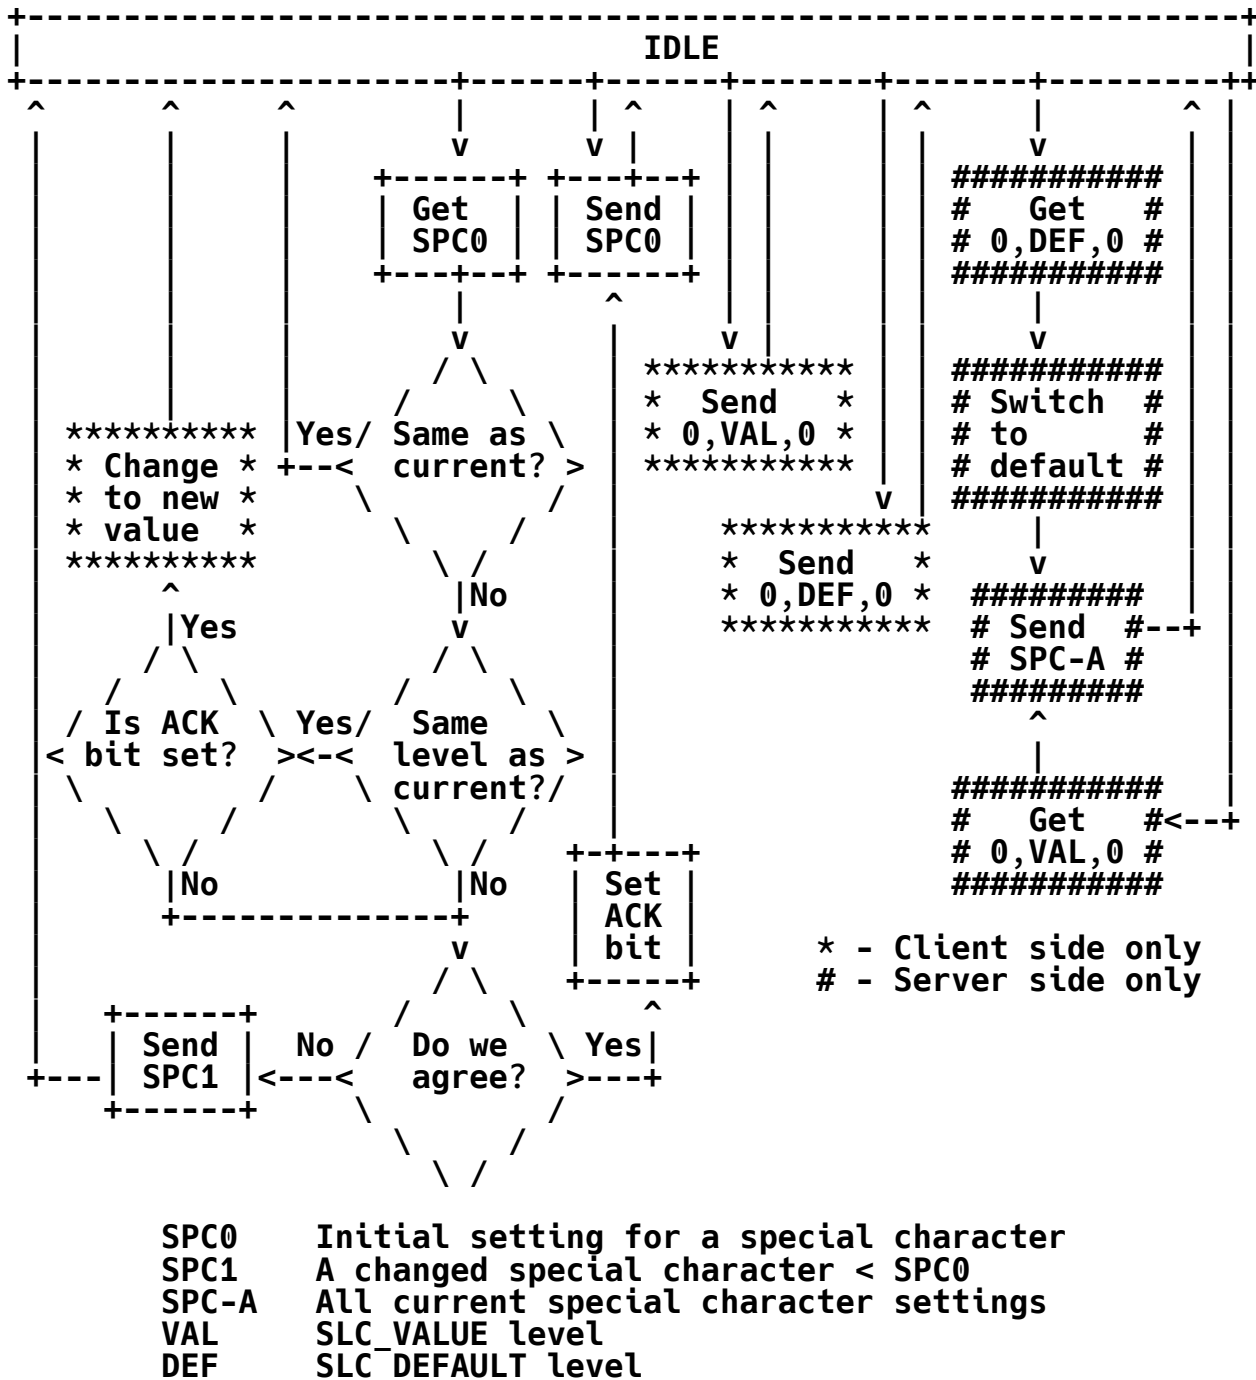 IDLE
Get
SPC0
Send
SPC0
Get
0,DEF,0
Send
0,VAL,0
Switch
to
default
Yes
Same as
current?
Change
to new
value
Send
0,DEF,0
No
Yes
Send
SPC-A
Is ACK
bit set?
Yes
Same
level as
current?
Get
0,VAL,0
No
No
Set
ACK
bit
* - Client side only
# - Server side only
Send
SPC1
No
Do we
agree?
Yes
SPC0 Initial setting for a special character
SPC1 A changed special character < SPC0
SPC-A All current special character settings
VAL SLC_VALUE level
DEF SLC DEFAULT level